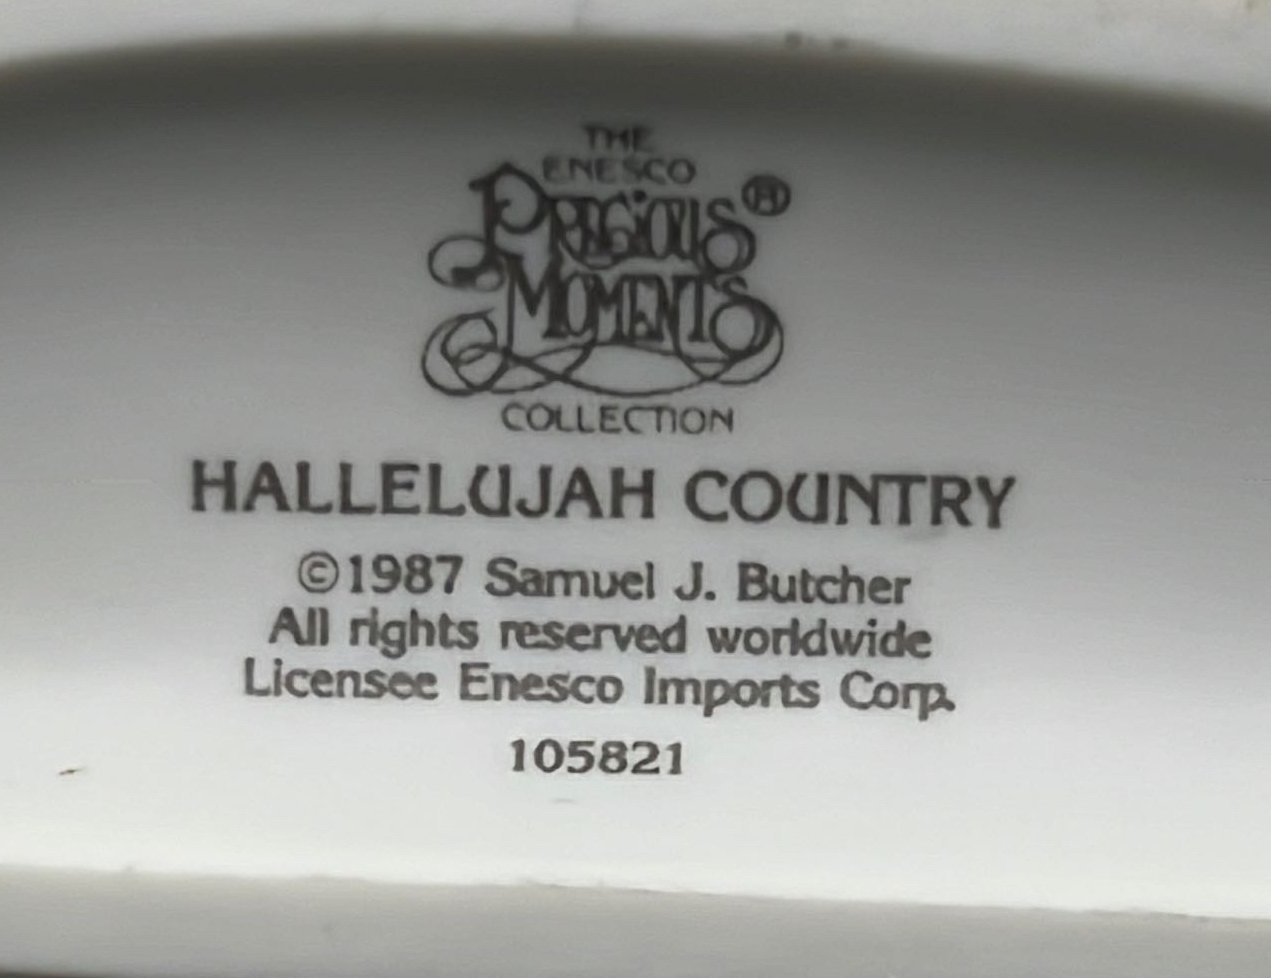 THE
ENESCO
PRECIOUS®
MOMENTS
COLLECTION
HALLELUJAH COUNTRY
©1987 Samuel J. Butcher
All rights reserved worldwide
Licensee Enesco Imports Corp.
105821